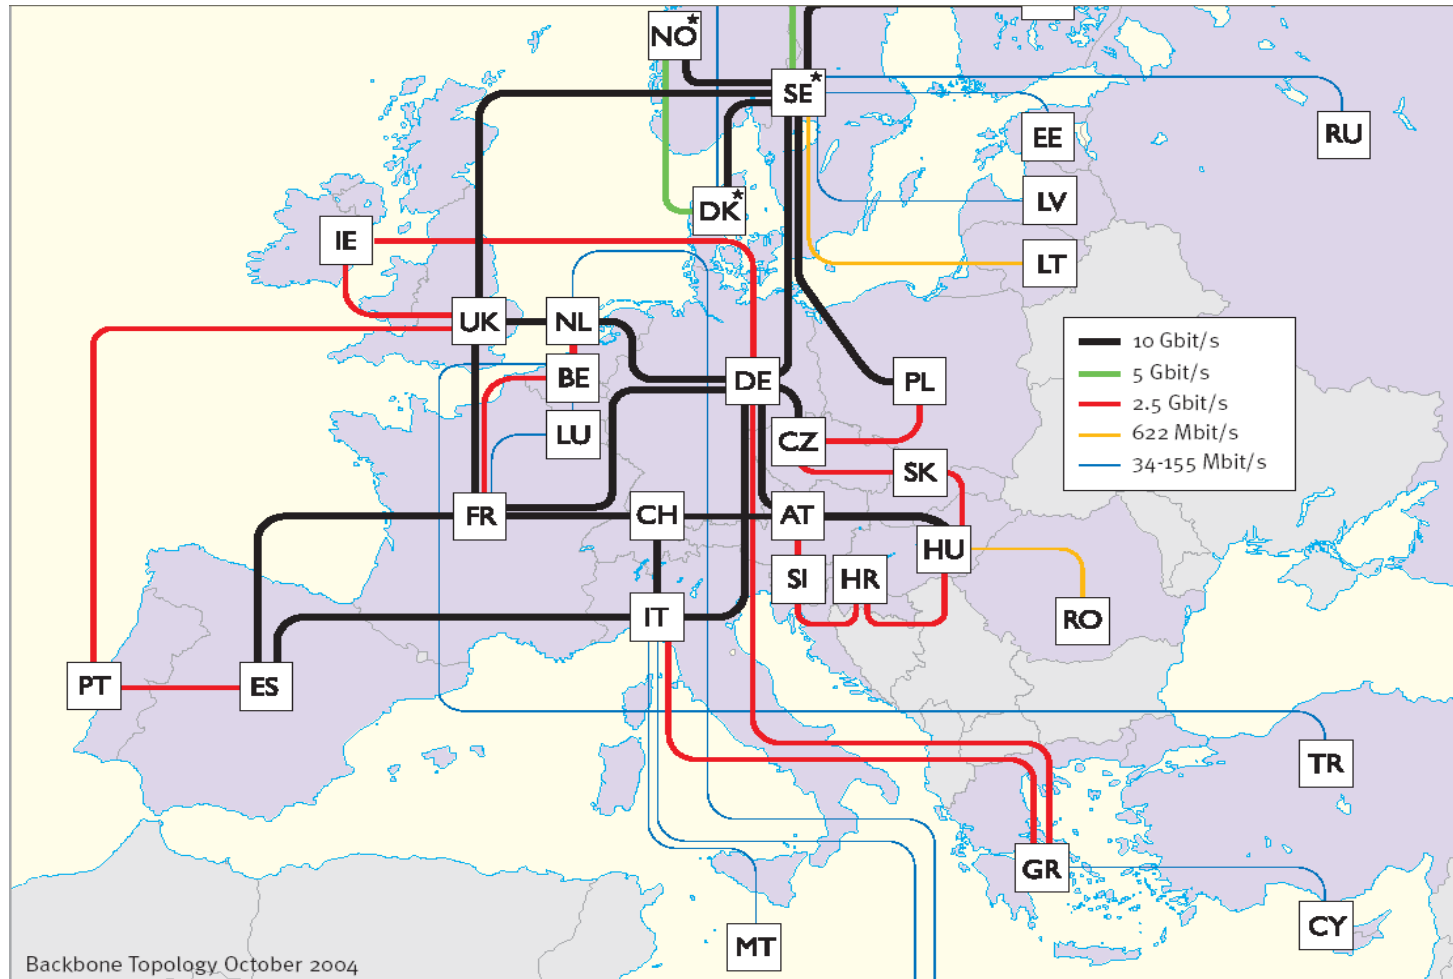 NO*
SE*
EE
RU
LV
DK*
IE
LT
UK
NL
10 Gbit/s
5 Gbit/s
2.5 Gbit/s
622 Mbit/s
34-155 Mbit/s
BE
DE
PL
LU
CZ
SK
FR
CH
AT
HU
SI
HR
IT
RO
PT
ES
TR
GR
CY
MT
Backbone Topology October 2004